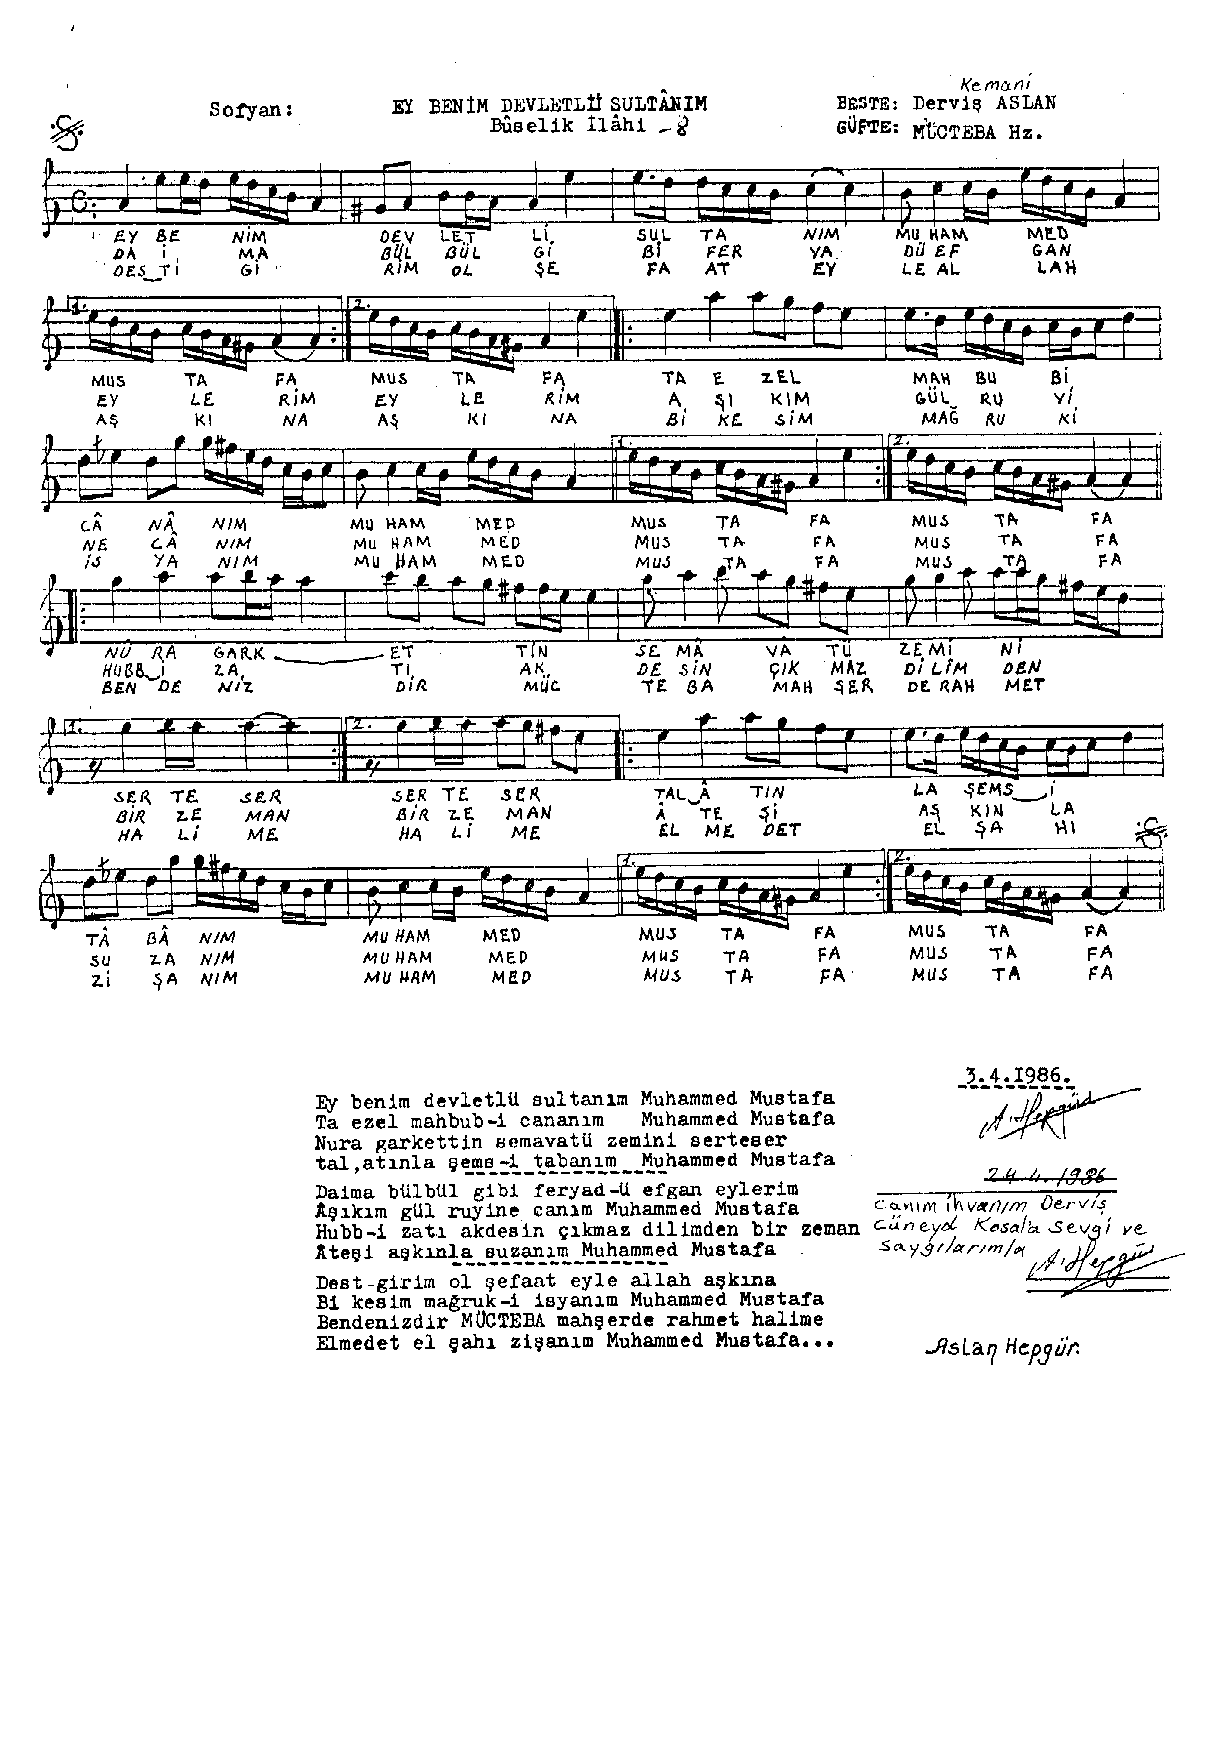 Kemani
Sofyan: EY BENİM DEVLETLÜ SULTÂNIM BESTE: Derviş ASLAN
Bûselik İlâhi -8 GÜFTE: MÜCTEBA Hz.
EY BE NİM DEV LET Lİ SUL TA NIM MU HAM MED
DA İ MA BÜL BÜL Gİ Bİ FER YA DÜ EF GAN
DES Tİ Gİ RİM OL ŞE FA AT EY LE AL LAH
1. 2.
MUS TA FA MUS TA FA TA E ZEL MAH BU Bİ
EY LE RİM EY LE RİM A ŞI KIM GÜL RU Yİ
AŞ KI NA AŞ KI NA Bİ KE SİM MAĞ RU Kİ
1. 2.
CÂ NÂ NIM MU HAM MED MUS TA FA MUS TA FA
NE CÂ NIM MU HAM MED MUS TA FA MUS TA FA
İS YA NIM MU HAM MED MUS TA FA MUS TA FA
NÛ RA GARK ET TİN SE MÂ VÂ TÜ ZE Mİ Nİ
HUBB İ ZA Tİ AK DE SİN ÇIK MAZ Dİ LİM DEN
BEN DE NİZ DİR MÜC TE BA MAH ŞER DE RAH MET
1. 2.
SER TE SER SER TE SER TAL Â TIN LA ŞEMS İ
BİR ZE MAN BİR ZE MAN Â TE Şİ AŞ KIN LA
HA Lİ ME HA Lİ ME EL ME DET EL ŞA HI
1. 2.
TÂ BÂ NIM MU HAM MED MUS TA FA MUS TA FA
SU ZA NIM MU HAM MED MUS TA FA MUS TA FA
Zİ ŞA NIM MU HAM MED MUS TA FA MUS TA FA
3.4.1986.
Ey benim devletlü sultanım Muhammed Mustafa
A. Hepgür
Ta ezel mahbub-i cananım Muhammed Mustafa
Nura garkettin semavatü zemini serteser
tal,atınla şems-i tabanım Muhammed Mustafa
24.4.1986
Daima bülbül gibi feryad-ü efgan eylerim
Canım ihvanım Derviş
Aşıkım gül ruyine canım Muhammed Mustafa
Cüneyd Kosala Sevgi ve
Hubb-i zatı akdesin çıkmaz dilimden bir zeman
Saygılarımla
Ateşi aşkınla suzanım Muhammed Mustafa
A. Hepgür
Dest-girim ol şefaat eyle allah aşkına
Bi kesim mağruk-i isyanım Muhammed Mustafa
Bendenizdir MÜCTEBA mahşerde rahmet halime
Elmedet el şahı zişanım Muhammed Mustafa...
Aslan Hepgür.